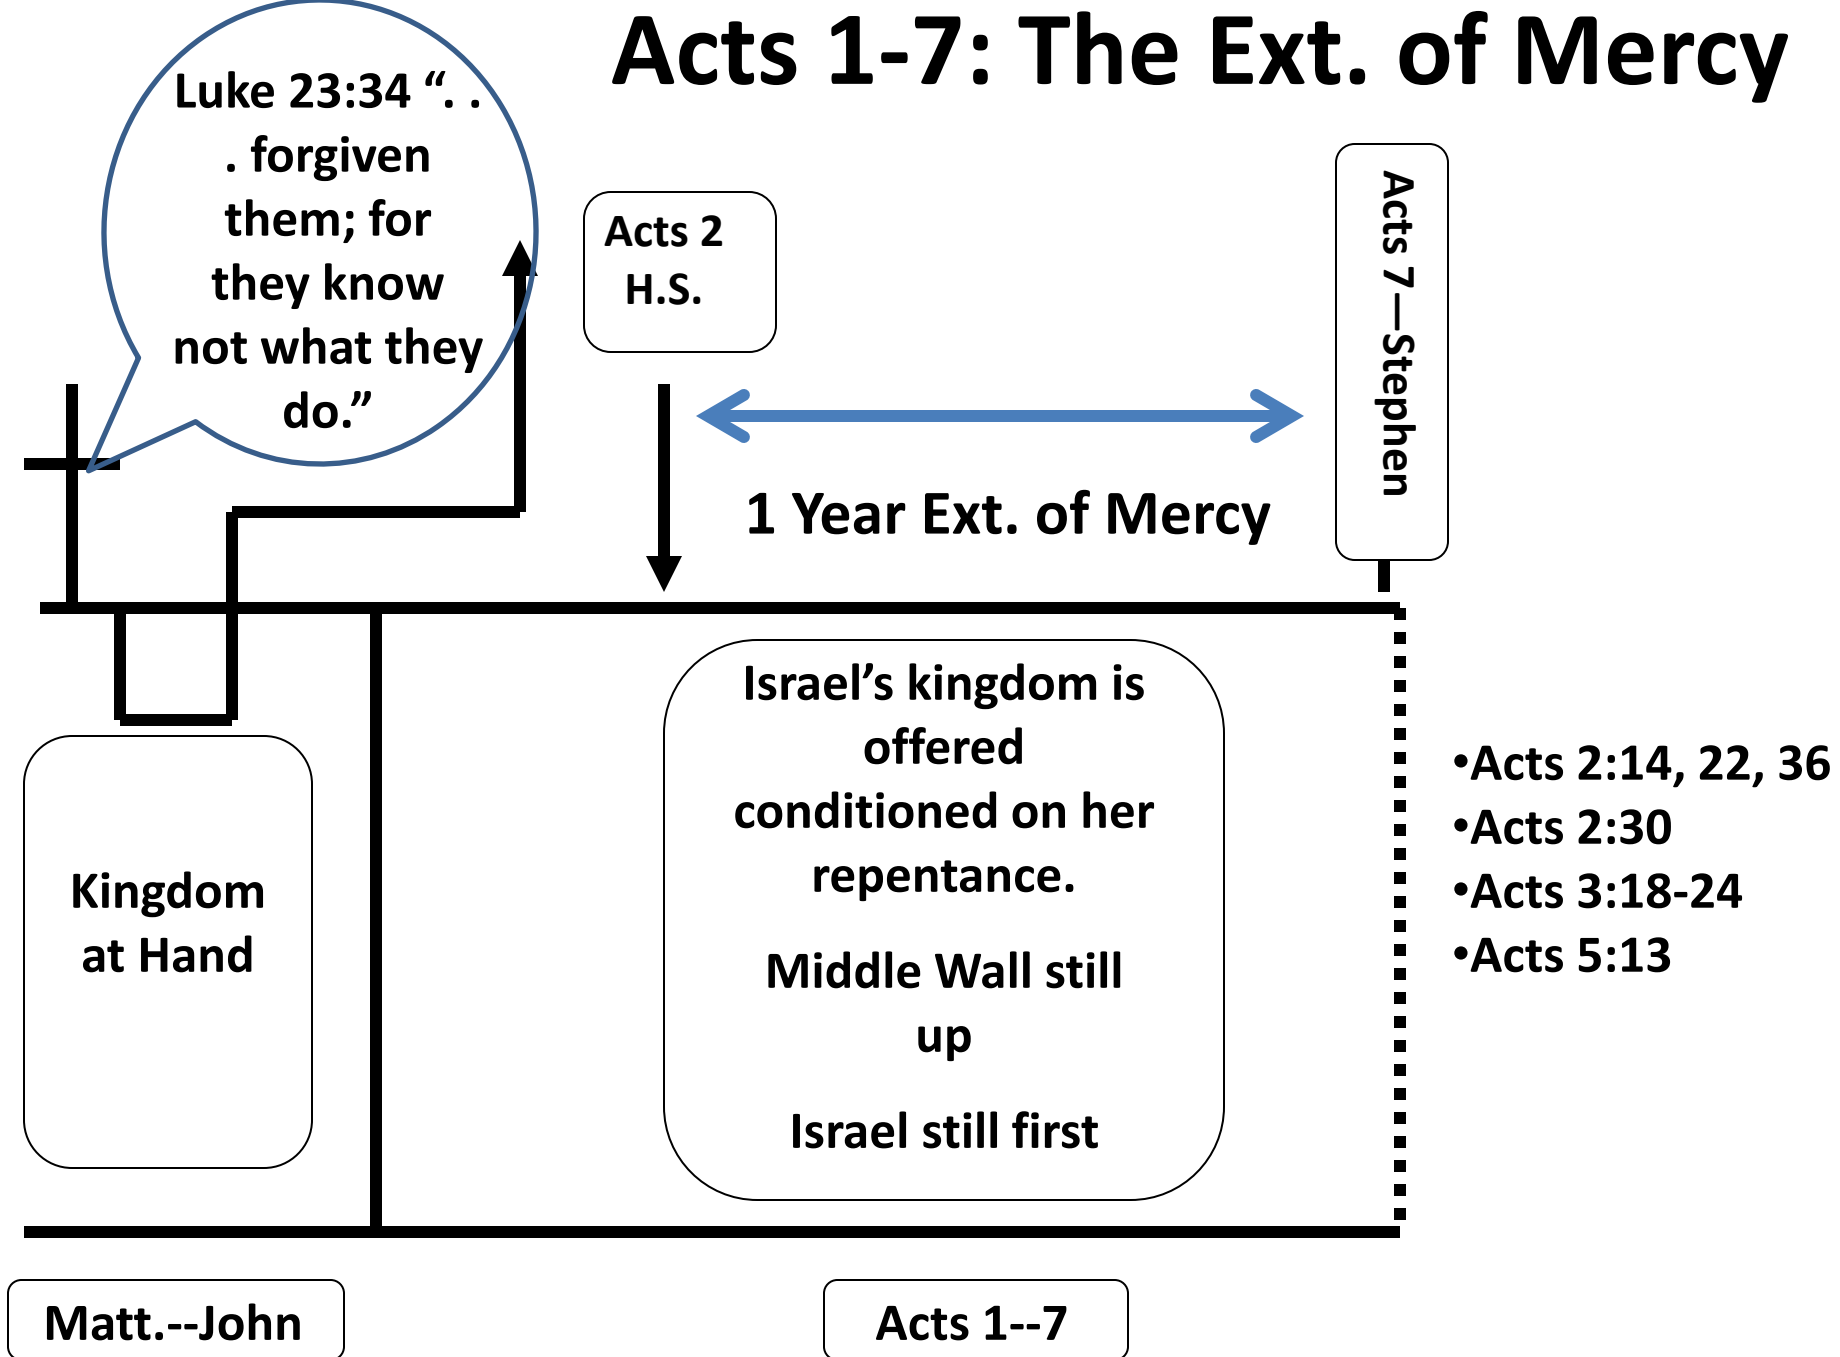 Acts 1-7: The Ext. of Mercy
Luke 23:34 “. .
. forgiven
them; for
they know
not what they
do.”
Acts 2
H.S.
Acts 7—Stephen
1 Year Ext. of Mercy
Kingdom
at Hand
Israel’s kingdom is
offered
conditioned on her
repentance.
Middle Wall still
up
Israel still first
•Acts 2:14, 22, 36
•Acts 2:30
•Acts 3:18-24
•Acts 5:13
Matt.--John
Acts 1--7